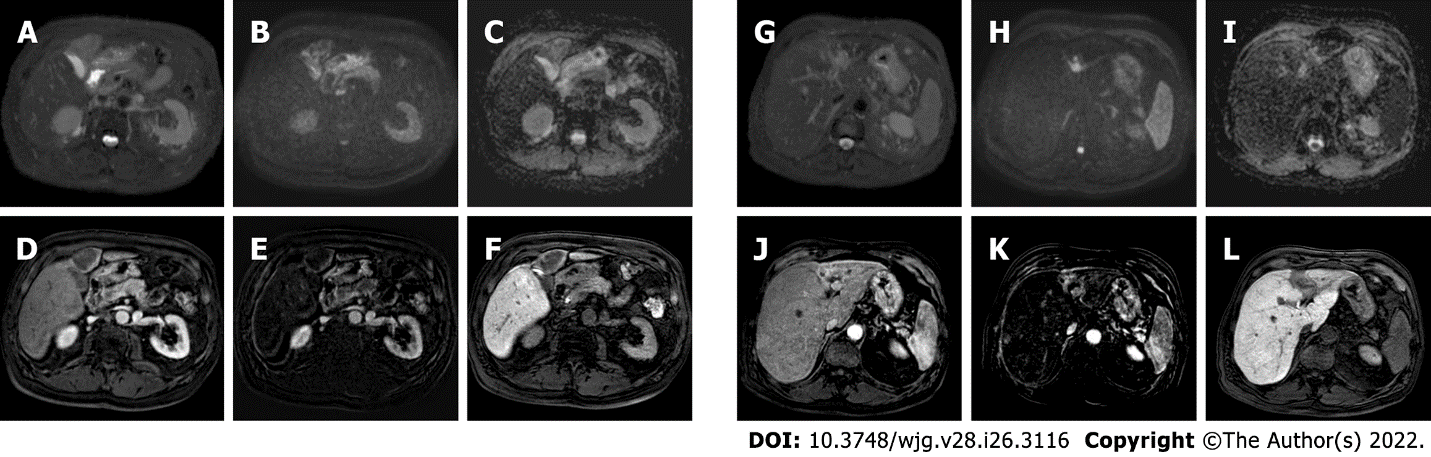 A B C G H I
D E F J K L
DOI: 10.3748/wjg.v28.i26.3116 Copyright ©The Author(s) 2022.